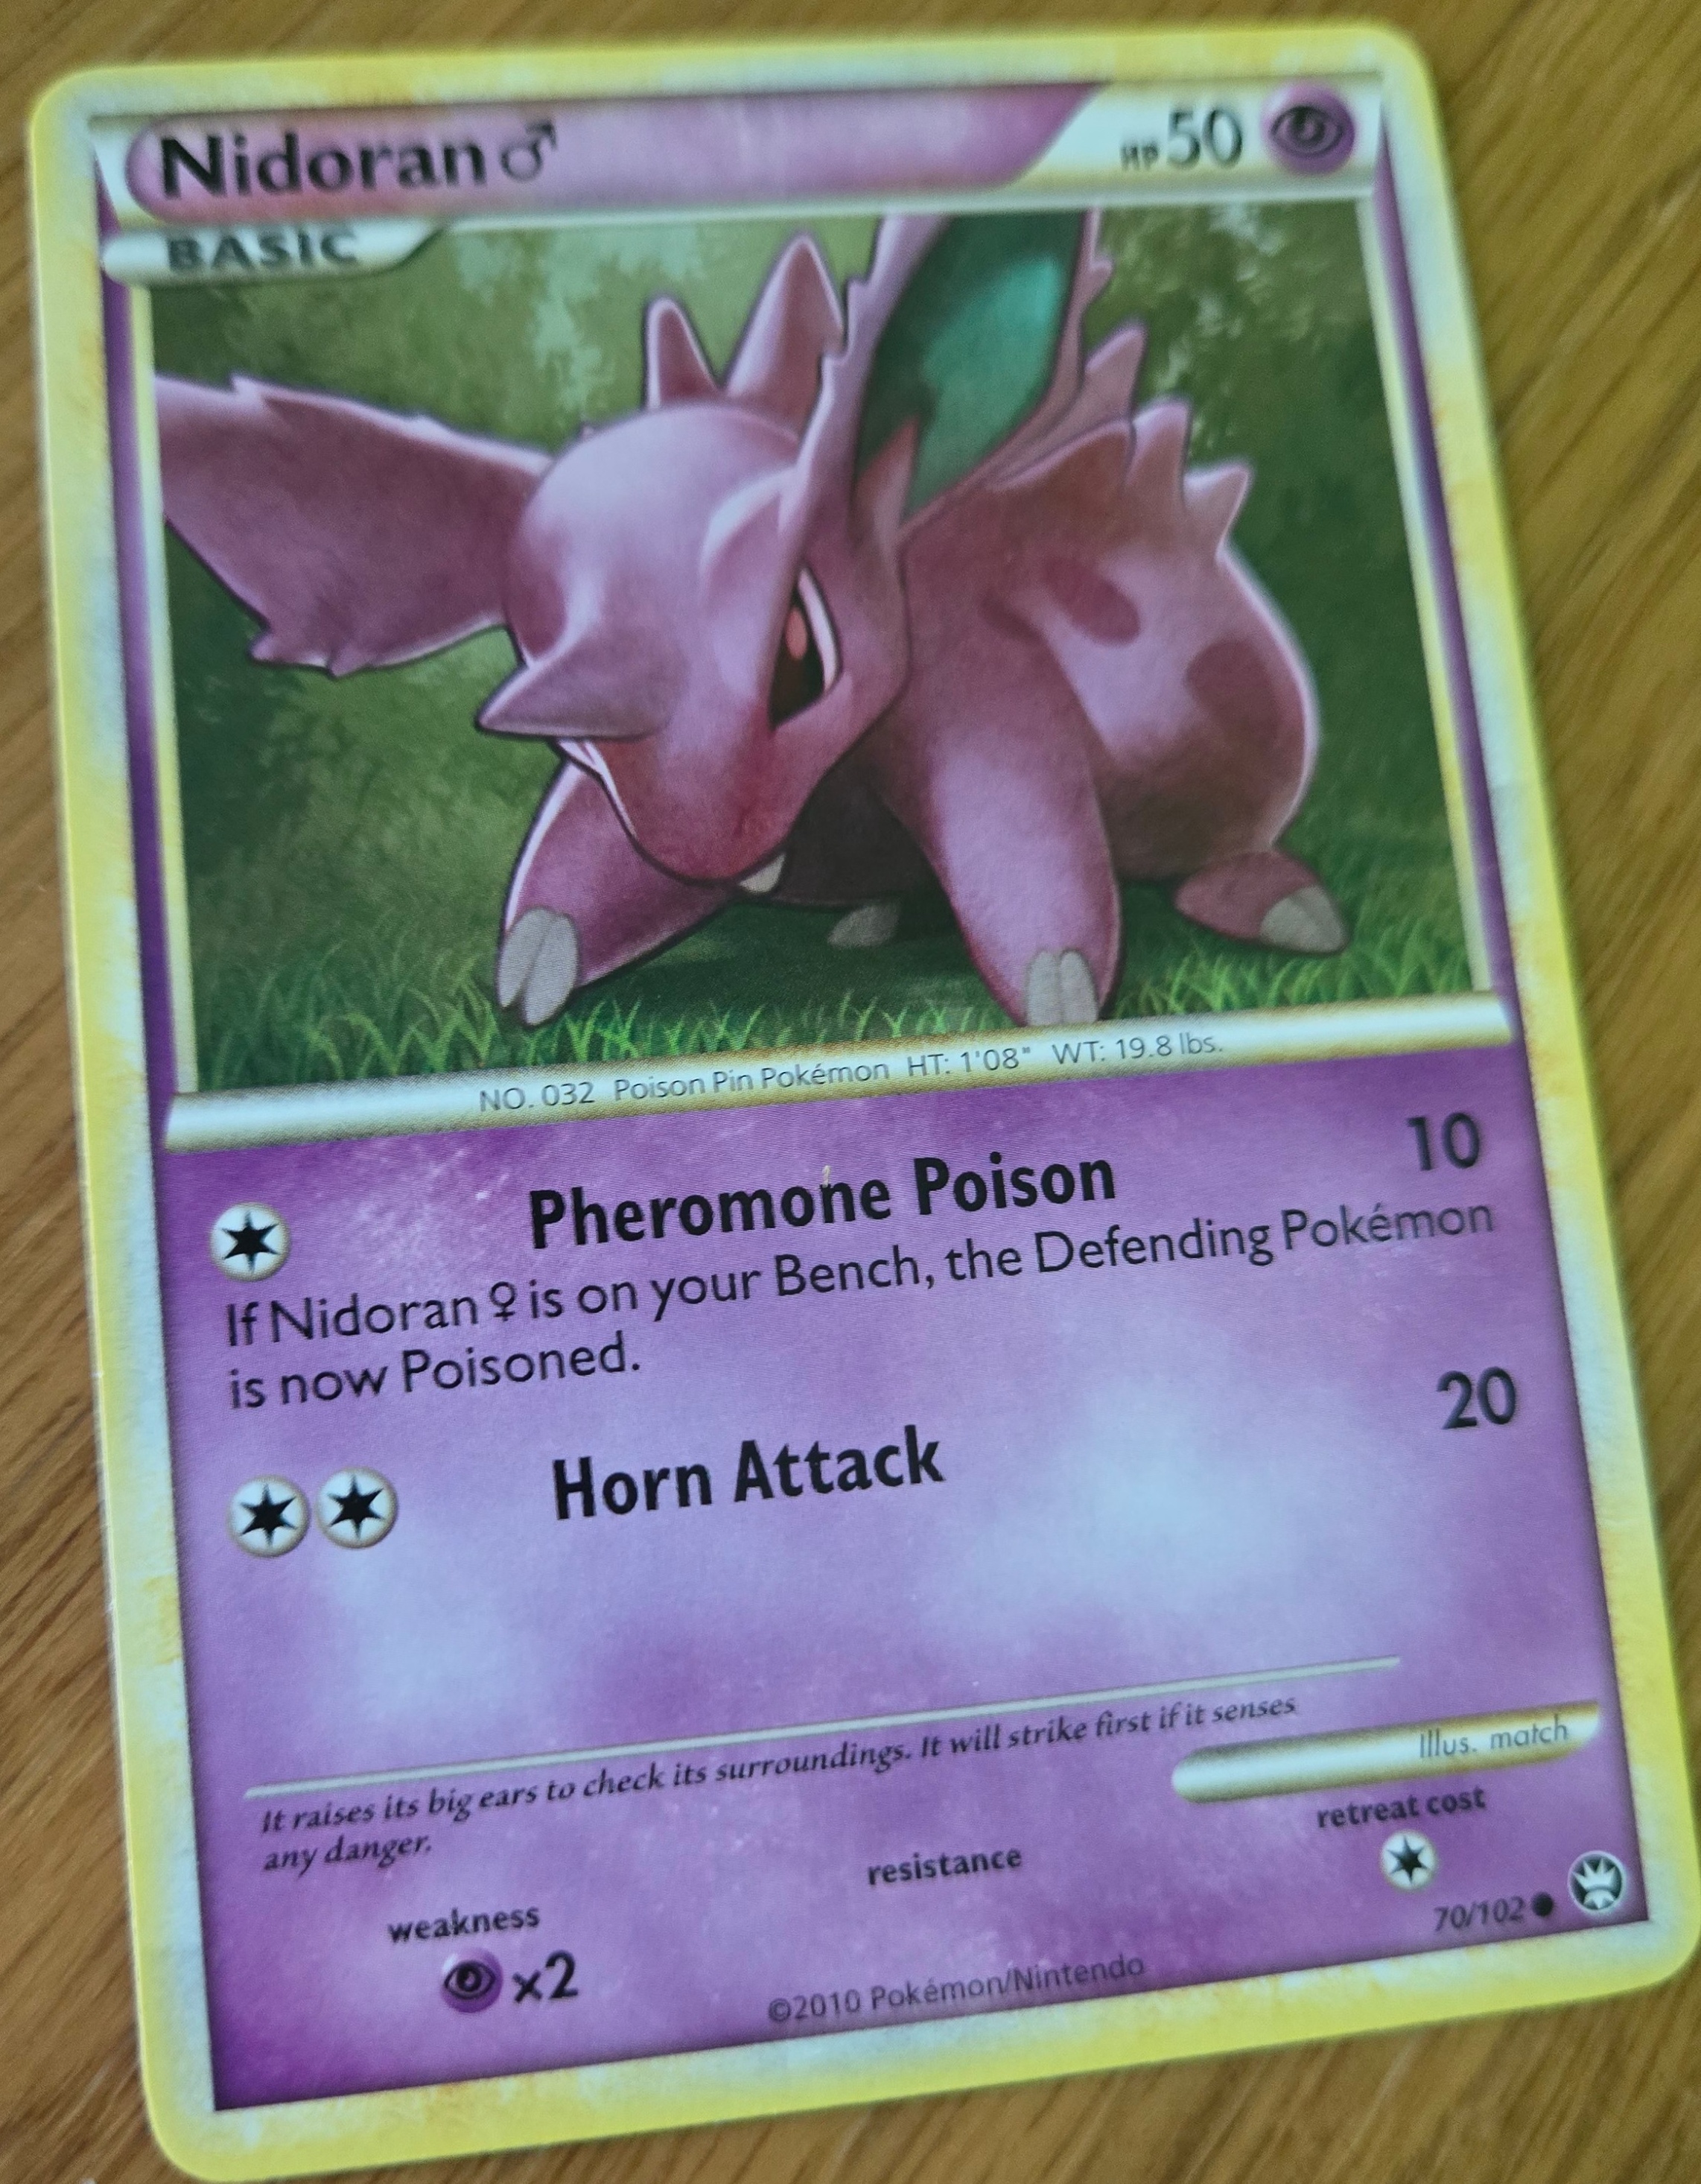 Nidoran♂ HP50
BASIC
NO. 032 Poison Pin Pokémon HT: 1'08" WT: 19.8 lbs.
Pheromone Poison 10
If Nidoran♀ is on your Bench, the Defending Pokémon
is now Poisoned.
Horn Attack 20
It raises its big ears to check its surroundings. It will strike first if it senses
any danger.
Illus. match
weakness resistance retreat cost
x2
70/102
©2010 Pokémon/Nintendo